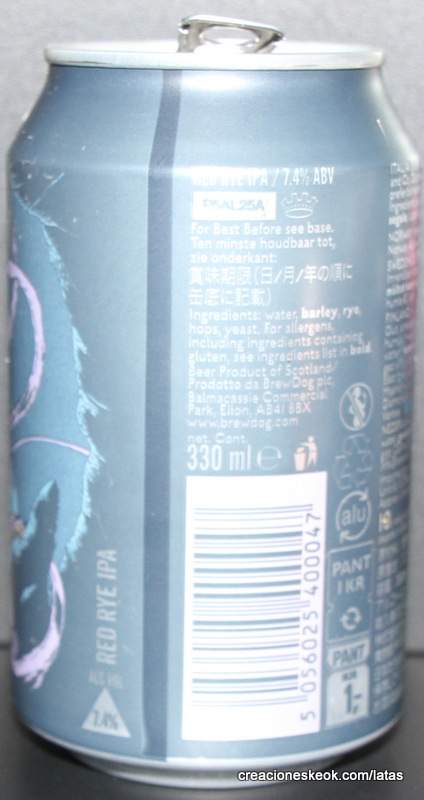 RED RYE IPA / 7.4% ABV
For Best Before see base.
Ten minste houdbaar tot,
zie onderkant:
賞味期限(日/月/年の順に
缶底に記載)
Ingredients: water, barley, rye,
hops, yeast. For allergens,
including ingredients containing
gluten, see ingredients list in bold.
Beer Product of Scotland/
Prodotto da BrewDog plc,
Balmacassie Commercial
Park, Ellon, AB41 8BX
www.brewdog.com
net. Cont.
330 ml e
5 056025 400047
alu
PANT
1 KR
PANT
1-
RED RYE IPA
ALC VOL
7.4%
creacioneskeok.com/latas